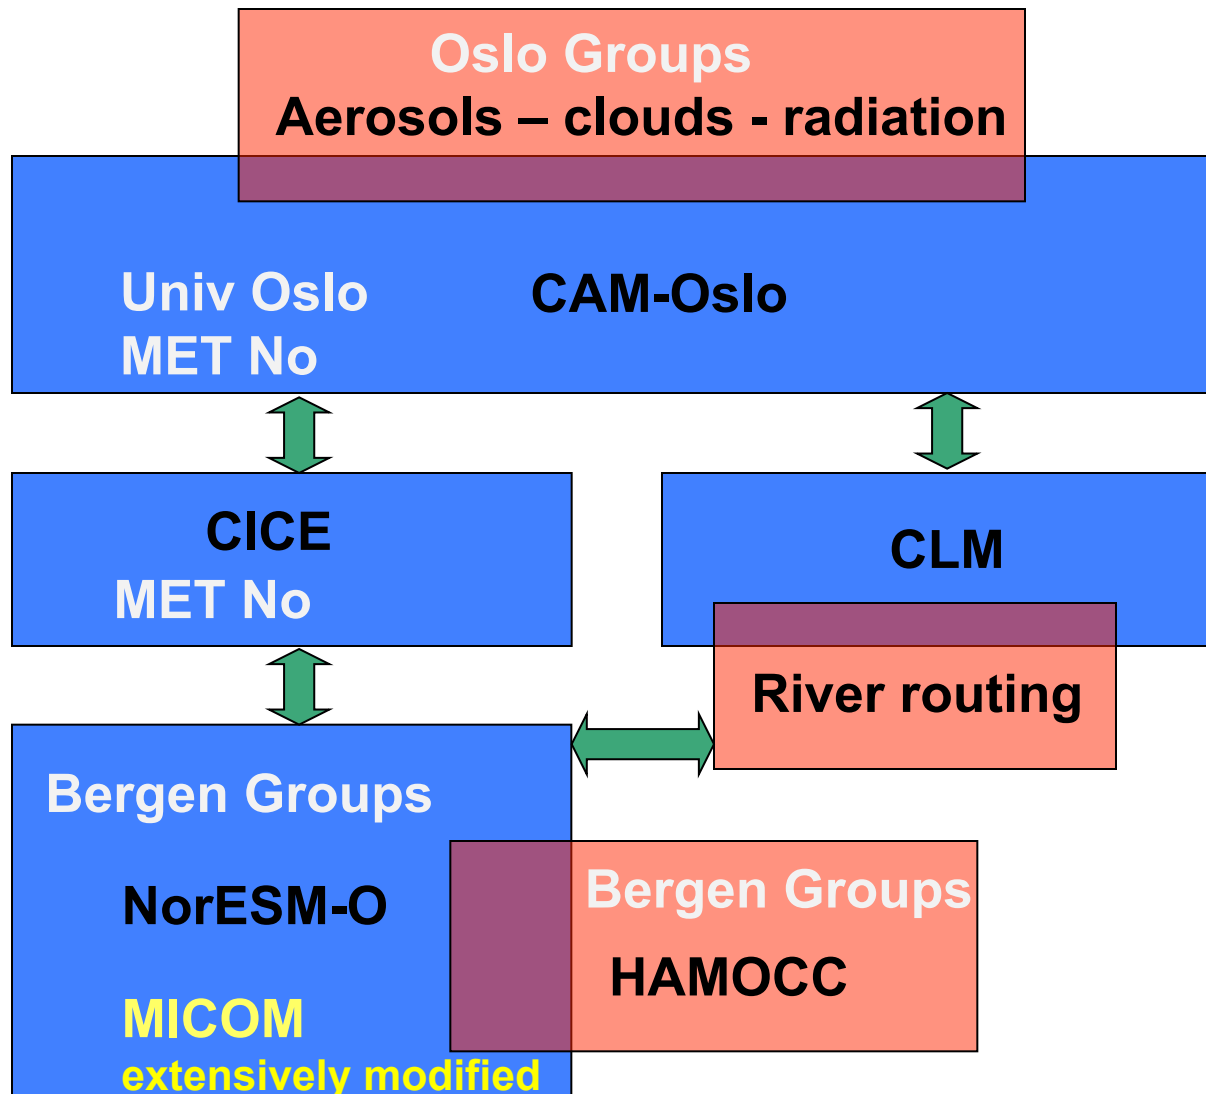 Oslo Groups
Aerosols – clouds - radiation
Univ Oslo
CAM-Oslo
MET No
CICE
MET No
CLM
River routing
Bergen Groups
NorESM-O
MICOM
extensively modified
Bergen Groups
HAMOCC